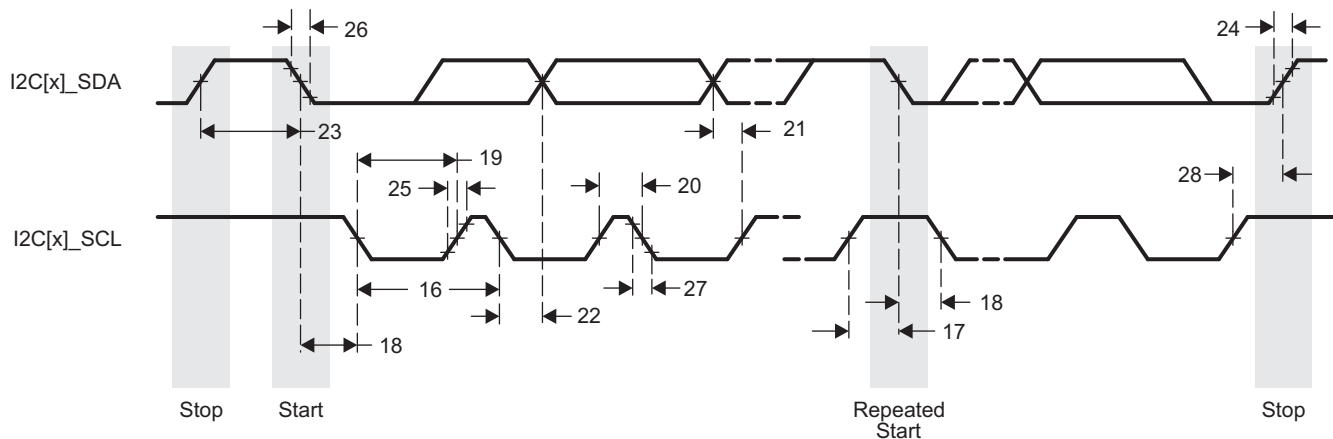 26
24
I2C[x]_SDA
23
21
19
25
20
28
I2C[x]_SCL
16
27
22
18
17
18
Stop
Start
Repeated
Start
Stop